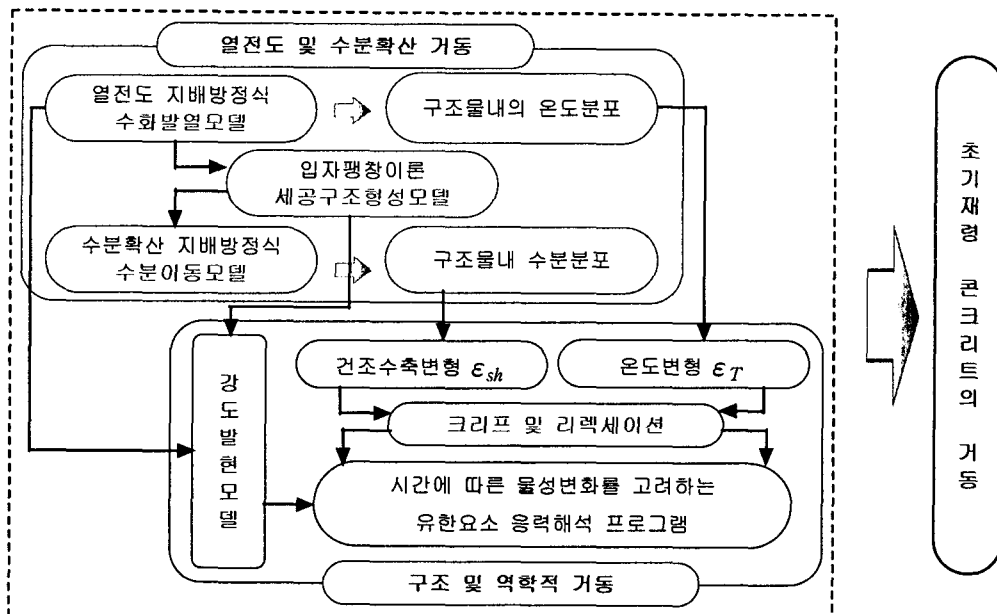 열전도 및 수분확산 거동
열전도 지배방정식
수화발열모델
구조물내의 온도분포
입자팽창이론
세공구조형성모델
수분확산 지배방정식
수분이동모델
구조물내 수분분포
강도발현모델
건조수축변형 εsh
온도변형 εT
크리프 및 리렉세이션
시간에 따른 물성변화를 고려하는
유한요소 응력해석 프로그램
구조 및 역학적 거동
초기재령 콘크리트의 거동